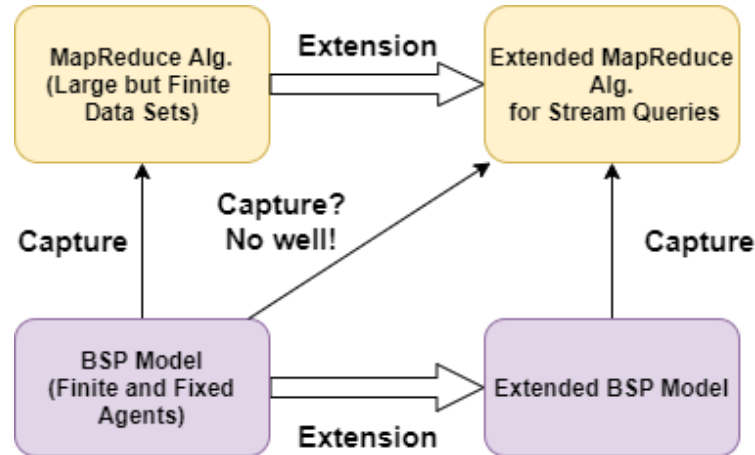 MapReduce Alg.
(Large but Finite
Data Sets)
Extension
Extended MapReduce
Alg.
for Stream Queries
Capture
Capture?
No well!
Capture
BSP Model
(Finite and Fixed
Agents)
Extension
Extended BSP Model